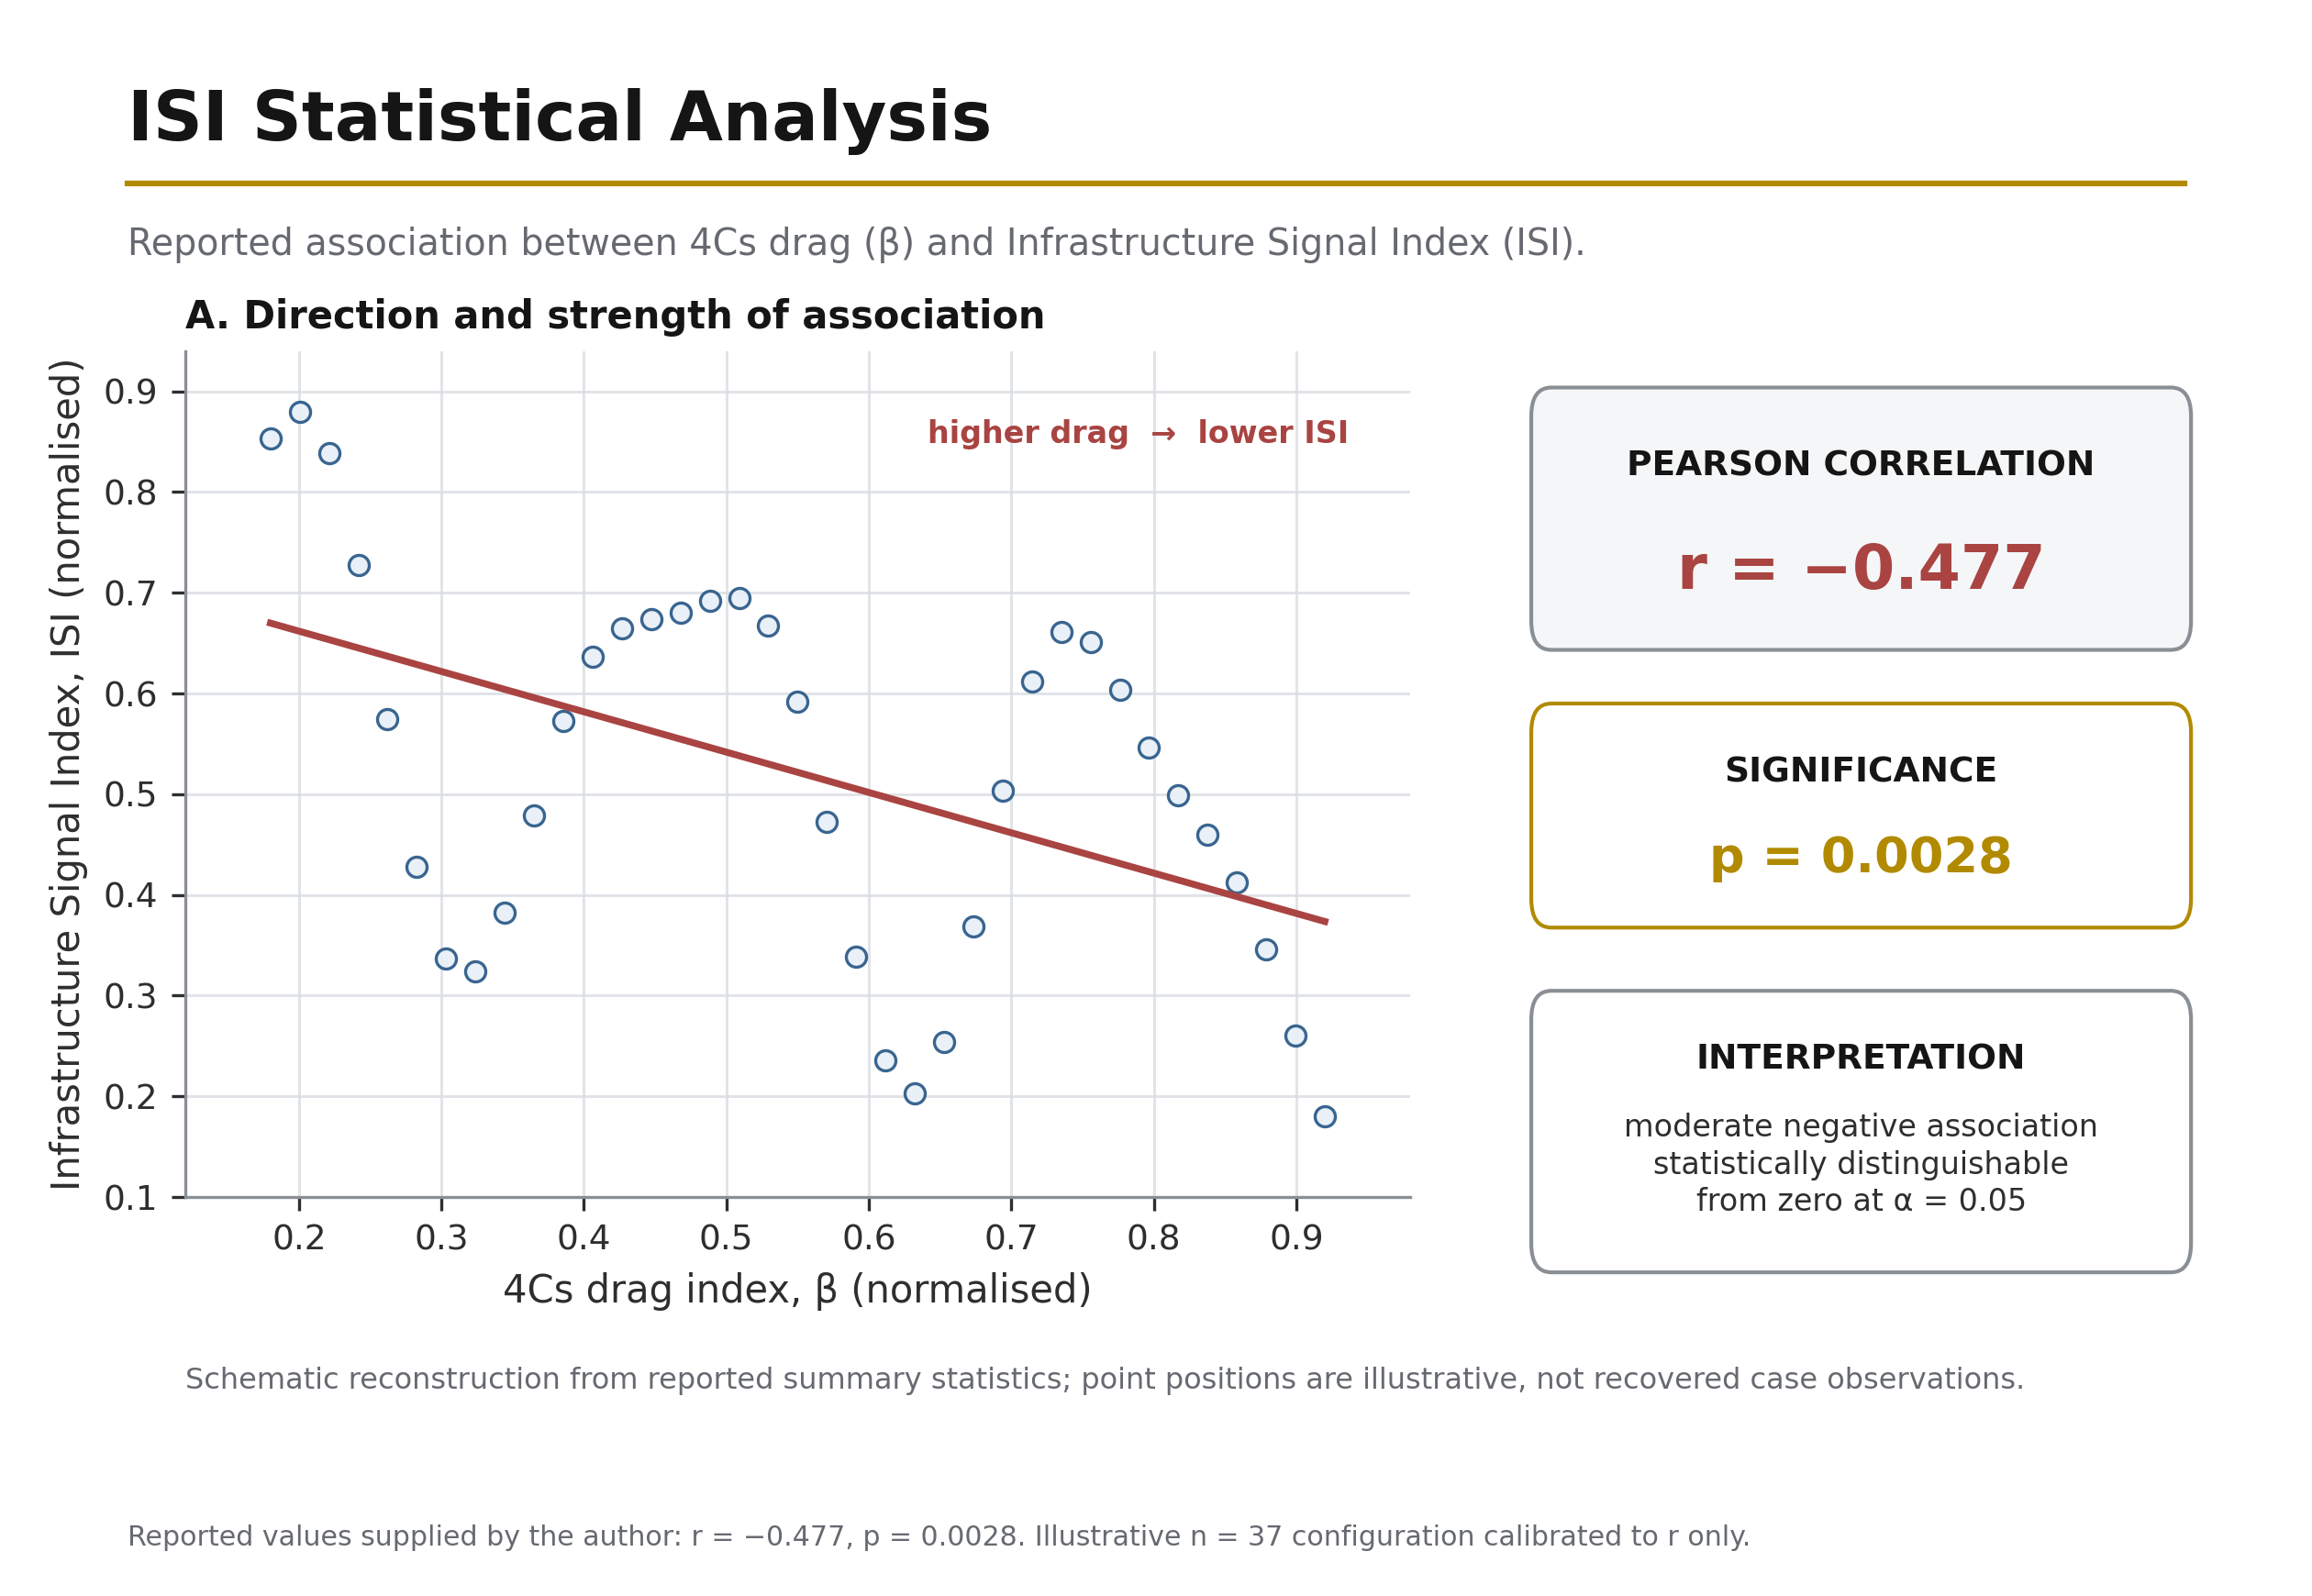 ISI Statistical Analysis
Reported association between 4Cs drag (β) and Infrastructure Signal Index (ISI).
A. Direction and strength of association
Infrastructure Signal Index, ISI (normalised)
0.9
0.8
0.7
0.6
0.5
0.4
0.3
0.2
0.1
higher drag → lower ISI
0.2 0.3 0.4 0.5 0.6 0.7 0.8 0.9
4Cs drag index, β (normalised)
PEARSON CORRELATION
r = −0.477
SIGNIFICANCE
p = 0.0028
INTERPRETATION
moderate negative association
statistically distinguishable
from zero at α = 0.05
Schematic reconstruction from reported summary statistics; point positions are illustrative, not recovered case observations.
Reported values supplied by the author: r = −0.477, p = 0.0028. Illustrative n = 37 configuration calibrated to r only.